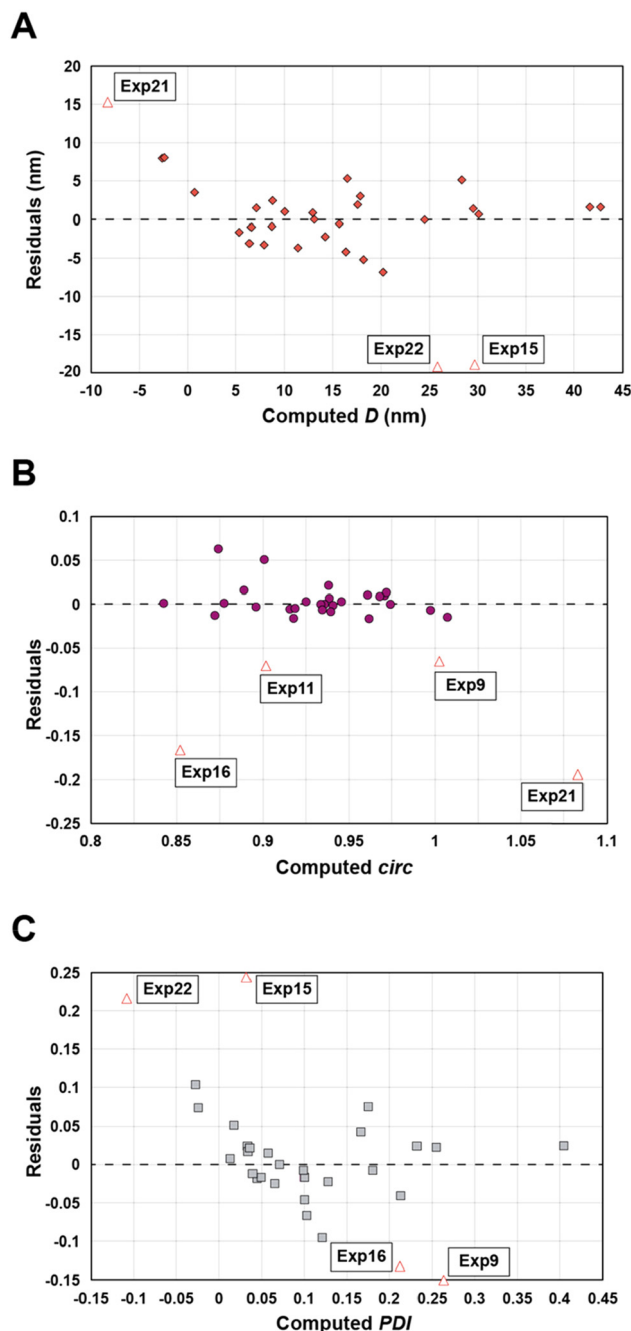 A
20
15
10
5
0
-5
-10
-15
-20
Residuals (nm)
Exp21
Exp22
Exp15
-10
-5
0
5
10
15
20
25
30
35
40
45
Computed D (nm)
B
0.1
0.05
0
-0.05
-0.1
-0.15
-0.2
-0.25
Residuals
Exp11
Exp9
Exp16
Exp21
0.8
0.85
0.9
0.95
1
1.05
1.1
Computed circ
C
0.25
0.2
0.15
0.1
0.05
0
-0.05
-0.1
-0.15
Residuals
Exp22
Exp15
Exp16
Exp9
-0.15
-0.1
-0.05
0
0.05
0.1
0.15
0.2
0.25
0.3
0.35
0.4
0.45
Computed PDI